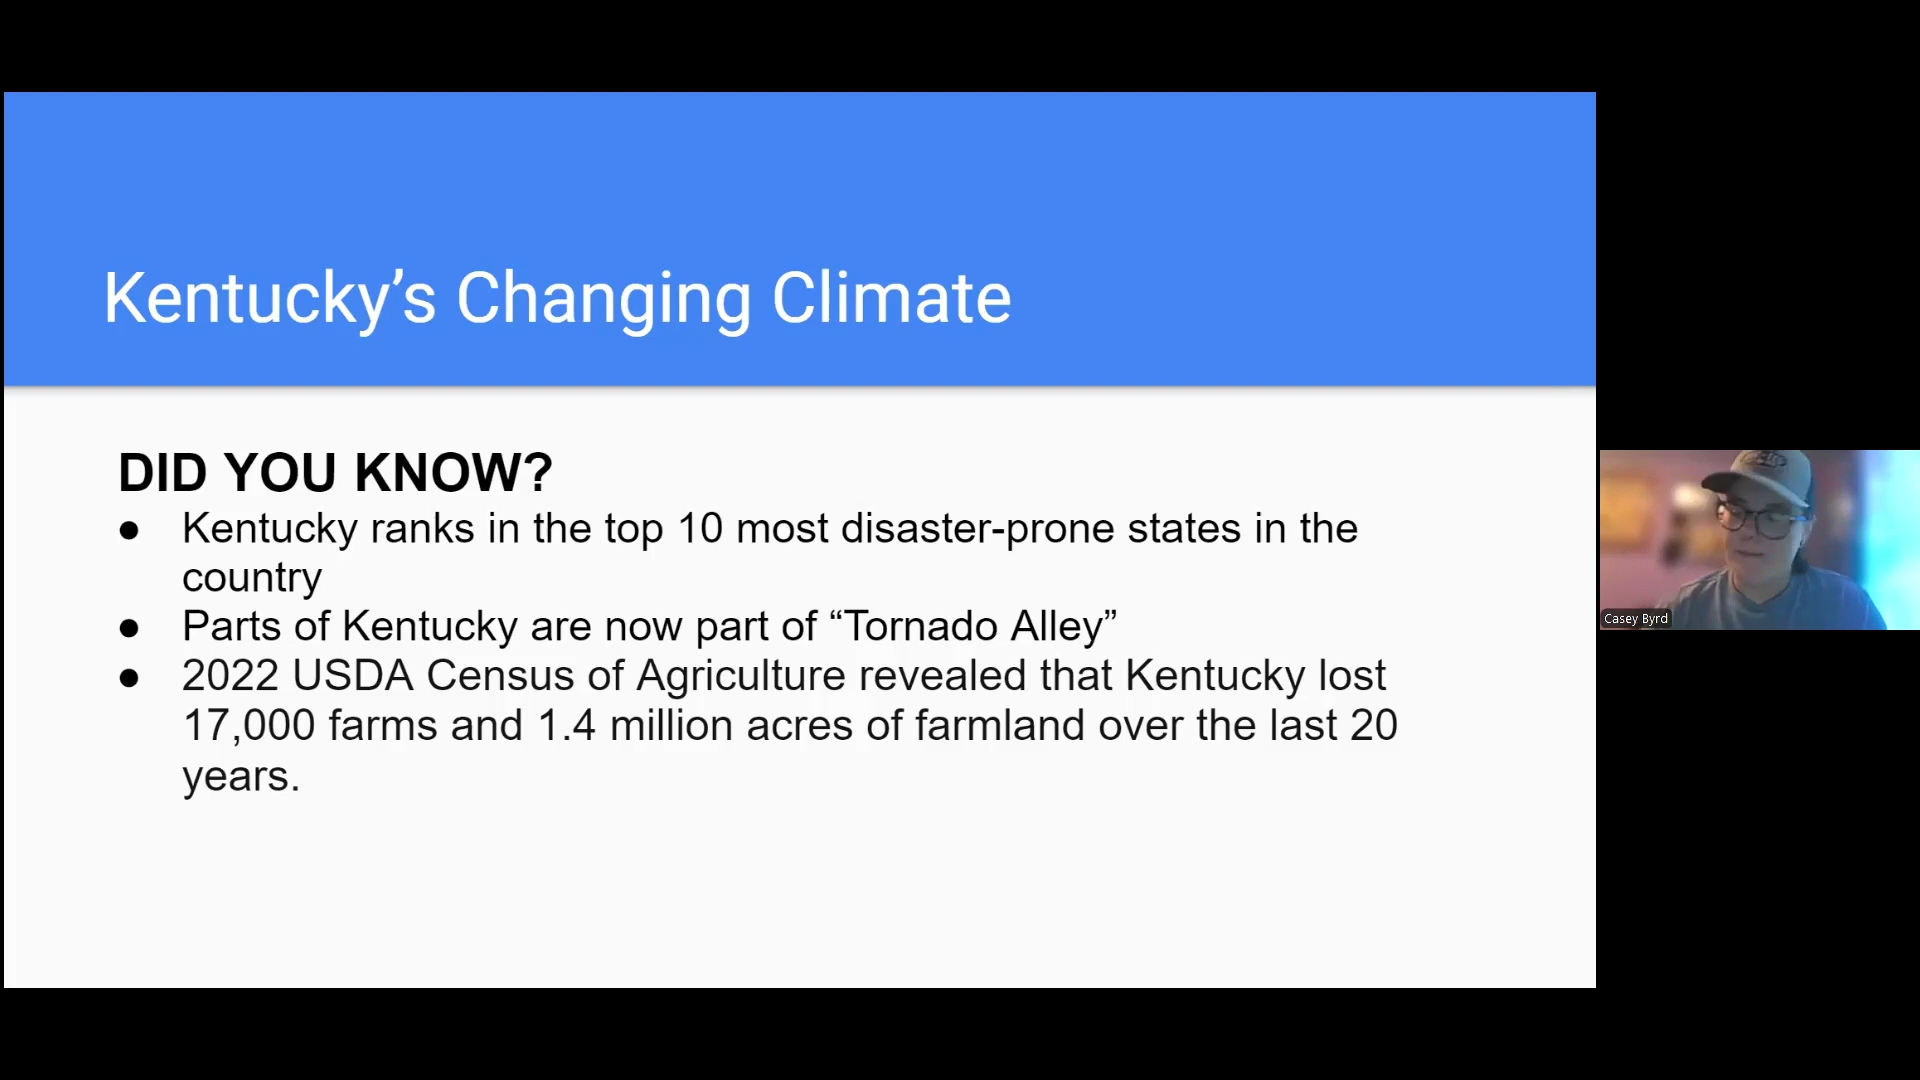 Kentucky’s Changing Climate
DID YOU KNOW?
● Kentucky ranks in the top 10 most disaster-prone states in the
country
● Parts of Kentucky are now part of “Tornado Alley”
● 2022 USDA Census of Agriculture revealed that Kentucky lost
17,000 farms and 1.4 million acres of farmland over the last 20
years.
Casey Byrd